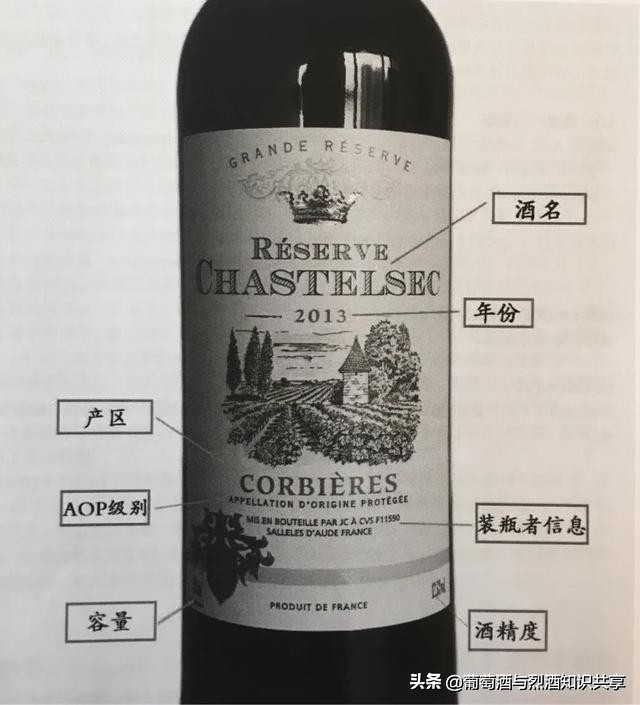 GRANDE RÉSERVE
酒名
RÉSERVE
CHASTELSEC
2013
年份
产区
CORBIÈRES
AOP级别
APPELLATION D'ORIGINE PROTÉGÉE
MIS EN BOUTEILLE PAR JC À CVS F11590
SALLELES D'AUDE FRANCE
装瓶者信息
容量
PRODUIT DE FRANCE
酒精度
头条 @葡萄酒与烈酒知识共享